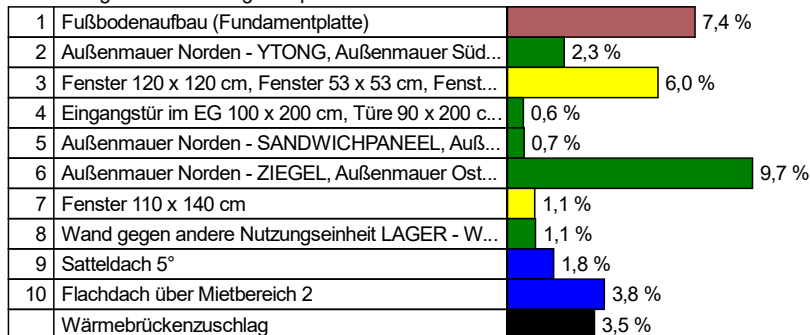 1 Fußbodenaufbau (Fundamentplatte) 7,4 %
2 Außenmauer Norden - YTONG, Außenmauer Süd... 2,3 %
3 Fenster 120 x 120 cm, Fenster 53 x 53 cm, Fenst... 6,0 %
4 Eingangstür im EG 100 x 200 cm, Türe 90 x 200 c... 0,6 %
5 Außenmauer Norden - SANDWICHPANEEL, Auß... 0,7 %
6 Außenmauer Norden - ZIEGEL, Außenmauer Ost... 9,7 %
7 Fenster 110 x 140 cm 1,1 %
8 Wand gegen andere Nutzungseinheit LAGER - W... 1,1 %
9 Satteldach 5° 1,8 %
10 Flachdach über Mietbereich 2 3,8 %
Wärmebrückenzuschlag 3,5 %